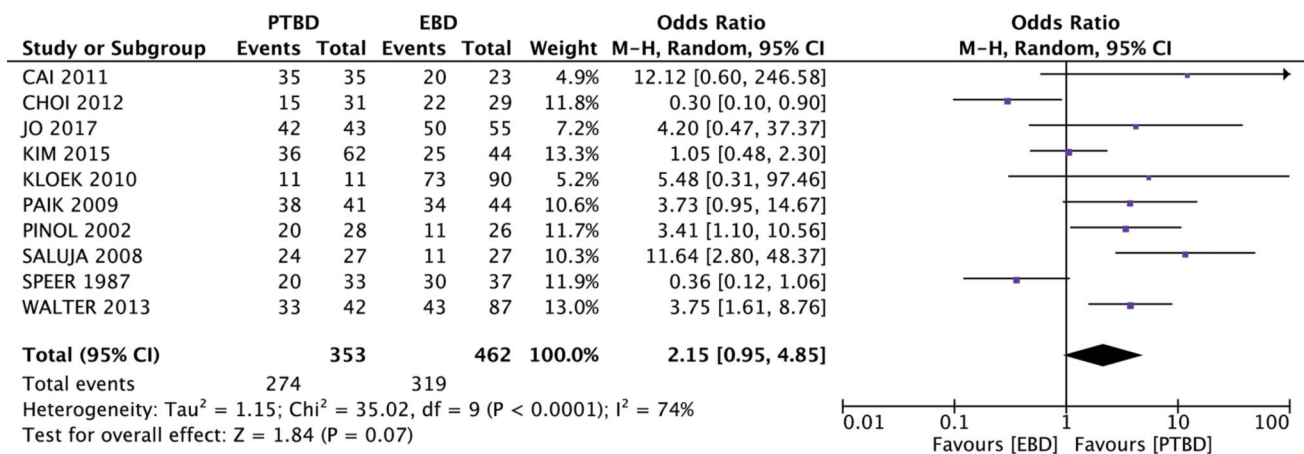 PTBD EBD Odds Ratio Odds Ratio
Study or Subgroup Events Total Events Total Weight M-H, Random, 95% CI M-H, Random, 95% CI
CAI 2011 35 35 20 23 4.9% 12.12 [0.60, 246.58]
CHOI 2012 15 31 22 29 11.8% 0.30 [0.10, 0.90]
JO 2017 42 43 50 55 7.2% 4.20 [0.47, 37.37]
KIM 2015 36 62 25 44 13.3% 1.05 [0.48, 2.30]
KLOEK 2010 11 11 73 90 5.2% 5.48 [0.31, 97.46]
PAIK 2009 38 41 34 44 10.6% 3.73 [0.95, 14.67]
PINOL 2002 20 28 11 26 11.7% 3.41 [1.10, 10.56]
SALUJA 2008 24 27 11 27 10.3% 11.64 [2.80, 48.37]
SPEER 1987 20 33 30 37 11.9% 0.36 [0.12, 1.06]
WALTER 2013 33 42 43 87 13.0% 3.75 [1.61, 8.76]
Total (95% CI) 353 462 100.0% 2.15 [0.95, 4.85]
Total events 274 319
Heterogeneity: Tau² = 1.15; Chi² = 35.02, df = 9 (P < 0.0001); I² = 74%
Test for overall effect: Z = 1.84 (P = 0.07)
0.01 0.1 1 10 100
Favours [EBD] Favours [PTBD]